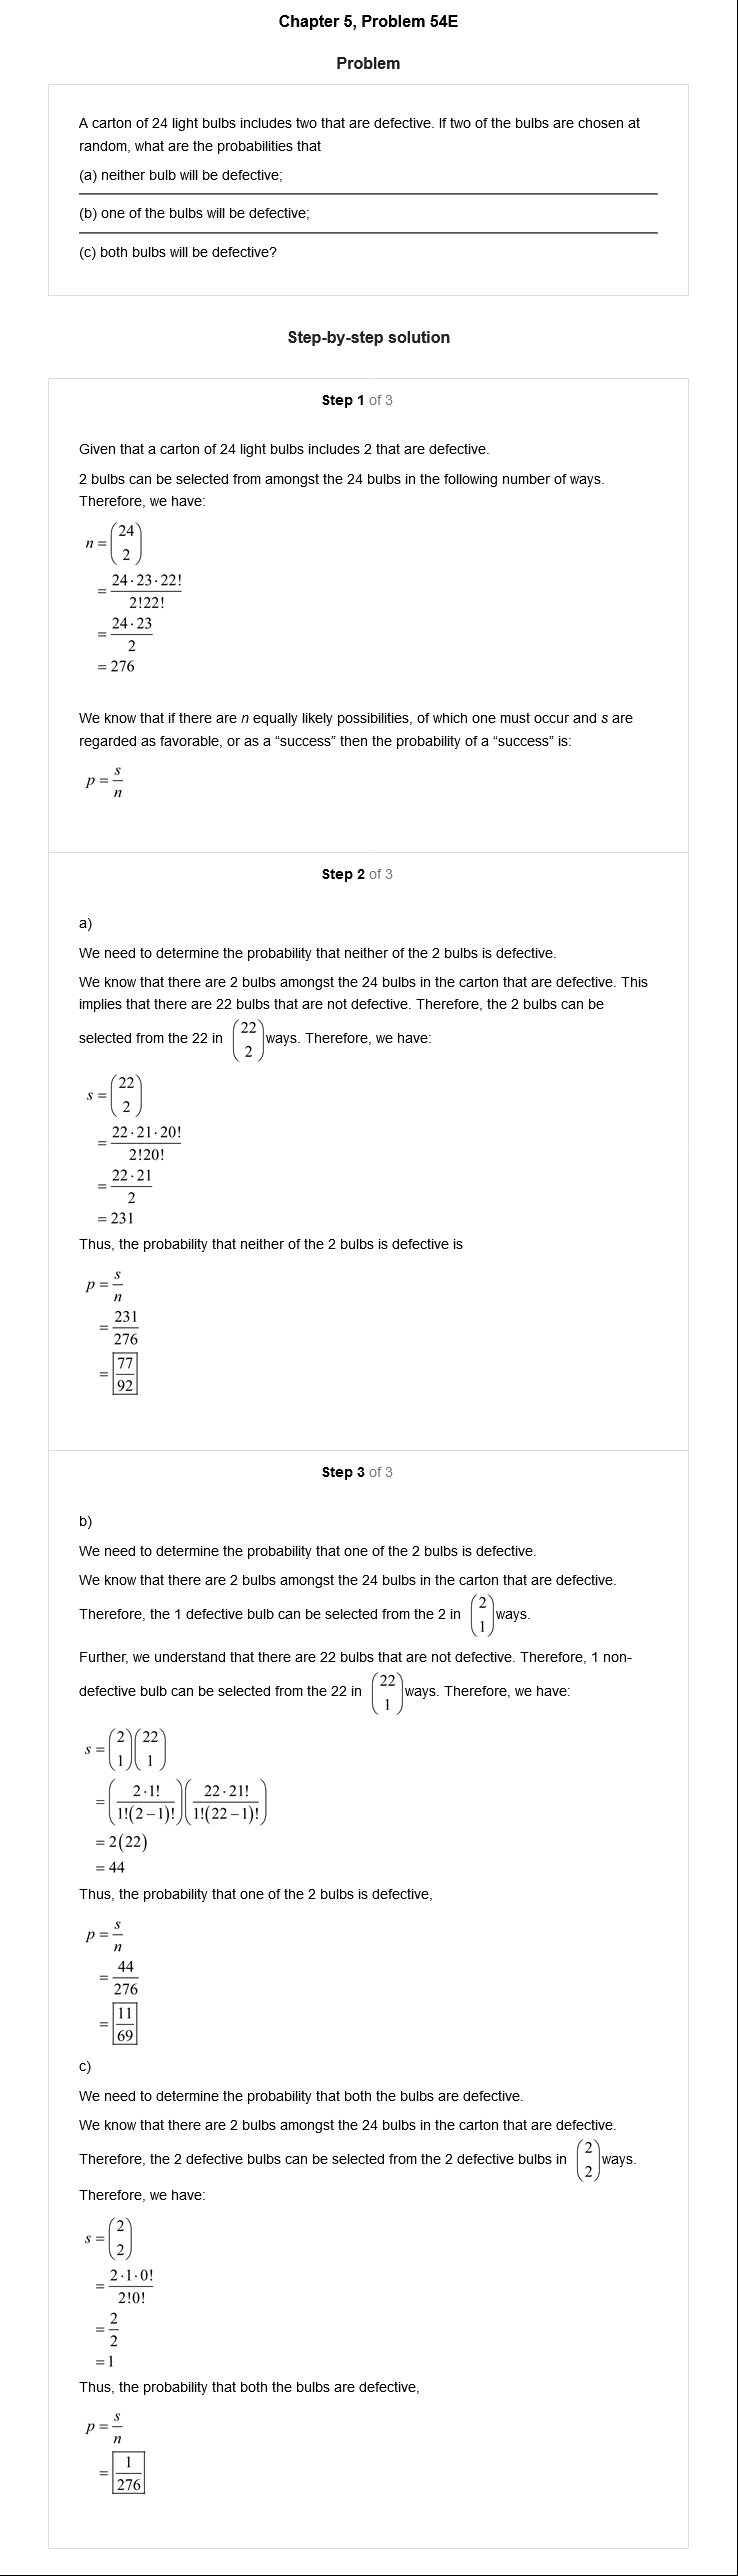 Chapter 5, Problem 54E
Problem
A carton of 24 light bulbs includes two that are defective. If two of the bulbs are chosen at
random, what are the probabilities that
(a) neither bulb will be defective;
(b) one of the bulbs will be defective;
(c) both bulbs will be defective?
Step-by-step solution
Step 1 of 3
Given that a carton of 24 light bulbs includes 2 that are defective.
2 bulbs can be selected from amongst the 24 bulbs in the following number of ways.
Therefore, we have:
n = \binom{24}{2}
= \frac{24·23·22!}{2!22!}
= \frac{24·23}{2}
= 276
We know that if there are n equally likely possibilities, of which one must occur and s are
regarded as favorable, or as a “success” then the probability of a “success” is:
p = \frac{s}{n}
Step 2 of 3
a)
We need to determine the probability that neither of the 2 bulbs is defective.
We know that there are 2 bulbs amongst the 24 bulbs in the carton that are defective. This
implies that there are 22 bulbs that are not defective. Therefore, the 2 bulbs can be
selected from the 22 in \binom{22}{2} ways. Therefore, we have:
s = \binom{22}{2}
= \frac{22·21·20!}{2!20!}
= \frac{22·21}{2}
= 231
Thus, the probability that neither of the 2 bulbs is defective is
p = \frac{s}{n}
= \frac{231}{276}
= \frac{77}{92}
Step 3 of 3
b)
We need to determine the probability that one of the 2 bulbs is defective.
We know that there are 2 bulbs amongst the 24 bulbs in the carton that are defective.
Therefore, the 1 defective bulb can be selected from the 2 in \binom{2}{1} ways.
Further, we understand that there are 22 bulbs that are not defective. Therefore, 1 non-
defective bulb can be selected from the 22 in \binom{22}{1} ways. Therefore, we have:
s = \binom{2}{1}\binom{22}{1}
= (\frac{2·1!}{1!(2−1)!})(\frac{22·21!}{1!(22−1)!})
= 2(22)
= 44
Thus, the probability that one of the 2 bulbs is defective,
p = \frac{s}{n}
= \frac{44}{276}
= \frac{11}{69}
c)
We need to determine the probability that both the bulbs are defective.
We know that there are 2 bulbs amongst the 24 bulbs in the carton that are defective.
Therefore, the 2 defective bulbs can be selected from the 2 defective bulbs in \binom{2}{2} ways.
Therefore, we have:
s = \binom{2}{2}
= \frac{2·1·0!}{2!0!}
= \frac{2}{2}
= 1
Thus, the probability that both the bulbs are defective,
p = \frac{s}{n}
= \frac{1}{276}